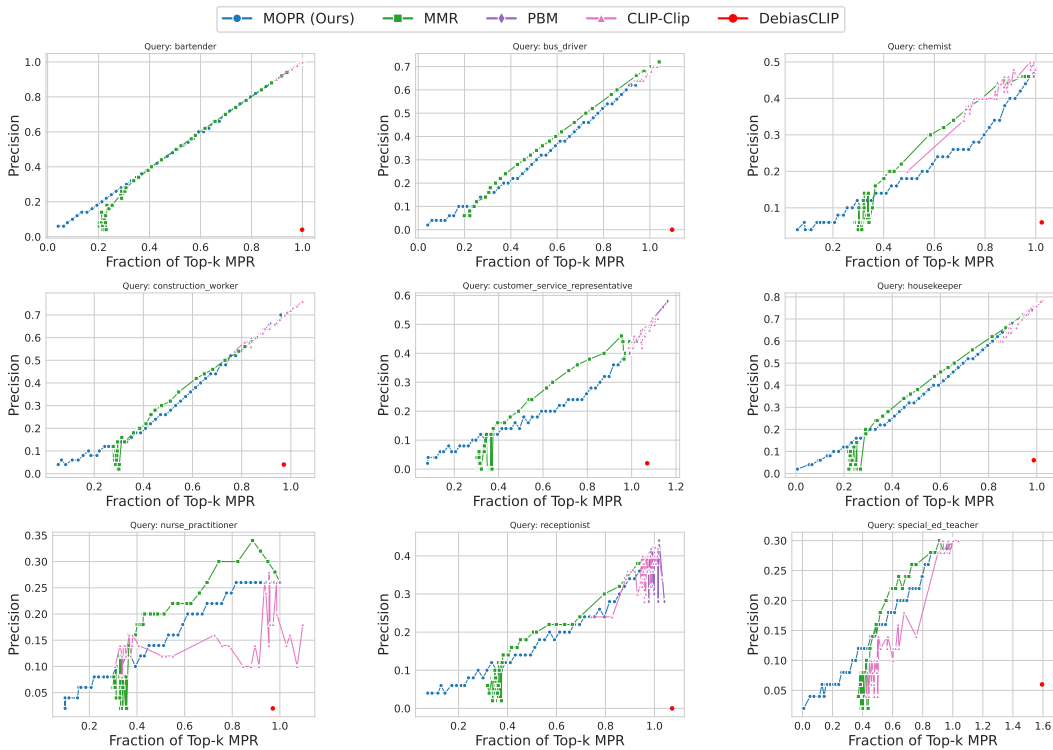 MOPR (Ours) MMR PBM CLIP-Clip DebiasCLIP
Query: bartender
Precision
1.0
0.8
0.6
0.4
0.2
0.0
0.0 0.2 0.4 0.6 0.8 1.0
Fraction of Top-k MPR
Query: bus_driver
Precision
0.7
0.6
0.5
0.4
0.3
0.2
0.1
0.0
0.0 0.2 0.4 0.6 0.8 1.0
Fraction of Top-k MPR
Query: chemist
Precision
0.5
0.4
0.3
0.2
0.1
0.0 0.2 0.4 0.6 0.8 1.0
Fraction of Top-k MPR
Query: construction_worker
Precision
0.7
0.6
0.5
0.4
0.3
0.2
0.1
0.0
0.2 0.4 0.6 0.8 1.0
Fraction of Top-k MPR
Query: customer_service_representative
Precision
0.6
0.5
0.4
0.3
0.2
0.1
0.0
0.2 0.4 0.6 0.8 1.0 1.2
Fraction of Top-k MPR
Query: housekeeper
Precision
0.8
0.7
0.6
0.5
0.4
0.3
0.2
0.1
0.0
0.0 0.2 0.4 0.6 0.8 1.0
Fraction of Top-k MPR
Query: nurse_practitioner
Precision
0.35
0.30
0.25
0.20
0.15
0.10
0.05
0.2 0.4 0.6 0.8 1.0
Fraction of Top-k MPR
Query: receptionist
Precision
0.4
0.3
0.2
0.1
0.0
0.2 0.4 0.6 0.8 1.0
Fraction of Top-k MPR
Query: special_ed_teacher
Precision
0.30
0.25
0.20
0.15
0.10
0.05
0.0 0.2 0.4 0.6 0.8 1.0 1.2 1.4 1.6
Fraction of Top-k MPR